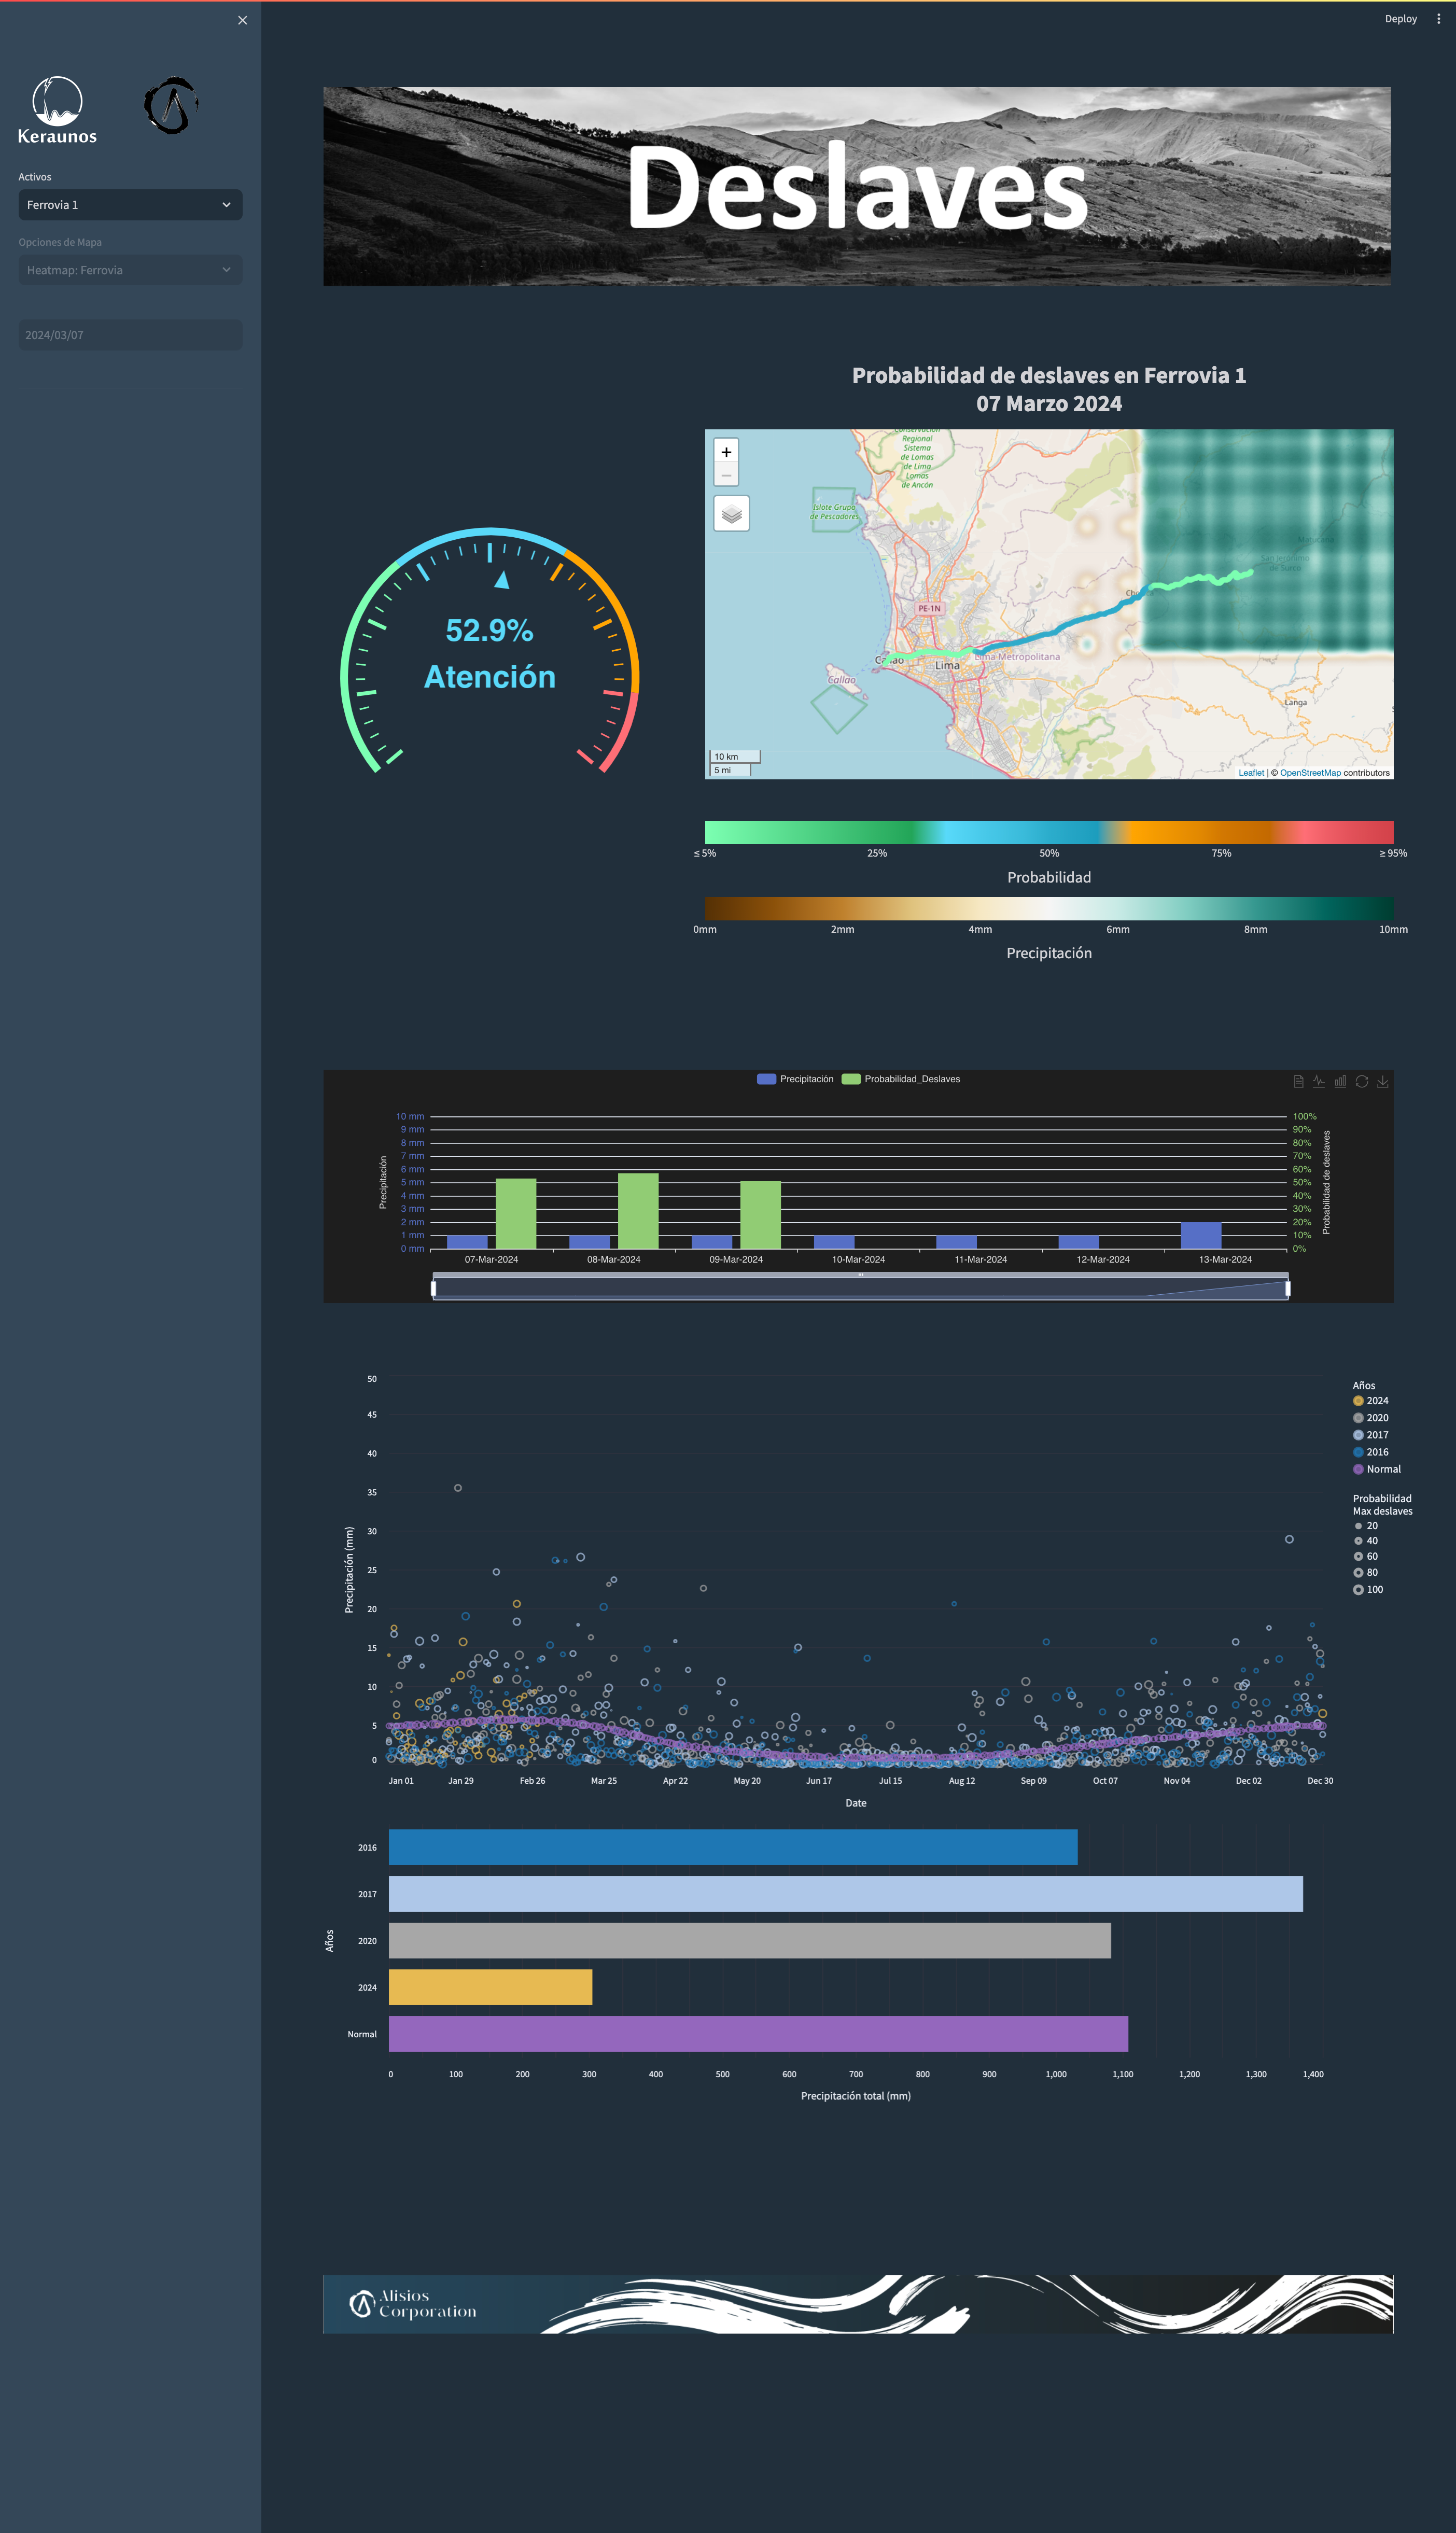 Deploy
Keraunos
Activos
Ferrovia 1
Opciones de Mapa
Heatmap: Ferrovia
2024/03/07
Deslaves
Probabilidad de deslaves en Ferrovia 1
07 Marzo 2024
52.9%
Atención
+
−
Conservación
Regional
Sistema
de Lomas
de Lima
Lomas
de Ancón
Islote Grupo
de Pescadores
PE-1N
Callao
Lima
Lima Metropolitana
Callao
San Jerónimo
de Surco
Langa
10 km
5 mi
Leaflet | © OpenStreetMap contributors
≤ 5% 25% 50% 75% ≥ 95%
Probabilidad
0mm 2mm 4mm 6mm 8mm 10mm
Precipitación
Precipitación Probabilidad_Deslaves
Precipitación
10 mm
9 mm
8 mm
7 mm
6 mm
5 mm
4 mm
3 mm
2 mm
1 mm
0 mm
100%
90%
80%
70%
60%
50%
40%
30%
20%
10%
0%
Probabilidad de deslaves
07-Mar-2024 08-Mar-2024 09-Mar-2024 10-Mar-2024 11-Mar-2024 12-Mar-2024 13-Mar-2024
Precipitación (mm)
50
45
40
35
30
25
20
15
10
5
0
Jan 01 Jan 29 Feb 26 Mar 25 Apr 22 May 20 Jun 17 Jul 15 Aug 12 Sep 09 Oct 07 Nov 04 Dec 02 Dec 30
Date
Años
2024
2020
2017
2016
Normal
Probabilidad
Max deslaves
20
40
60
80
100
Años
2016
2017
2020
2024
Normal
0 100 200 300 400 500 600 700 800 900 1,000 1,100 1,200 1,300 1,400
Precipitación total (mm)
Alisios
Corporation